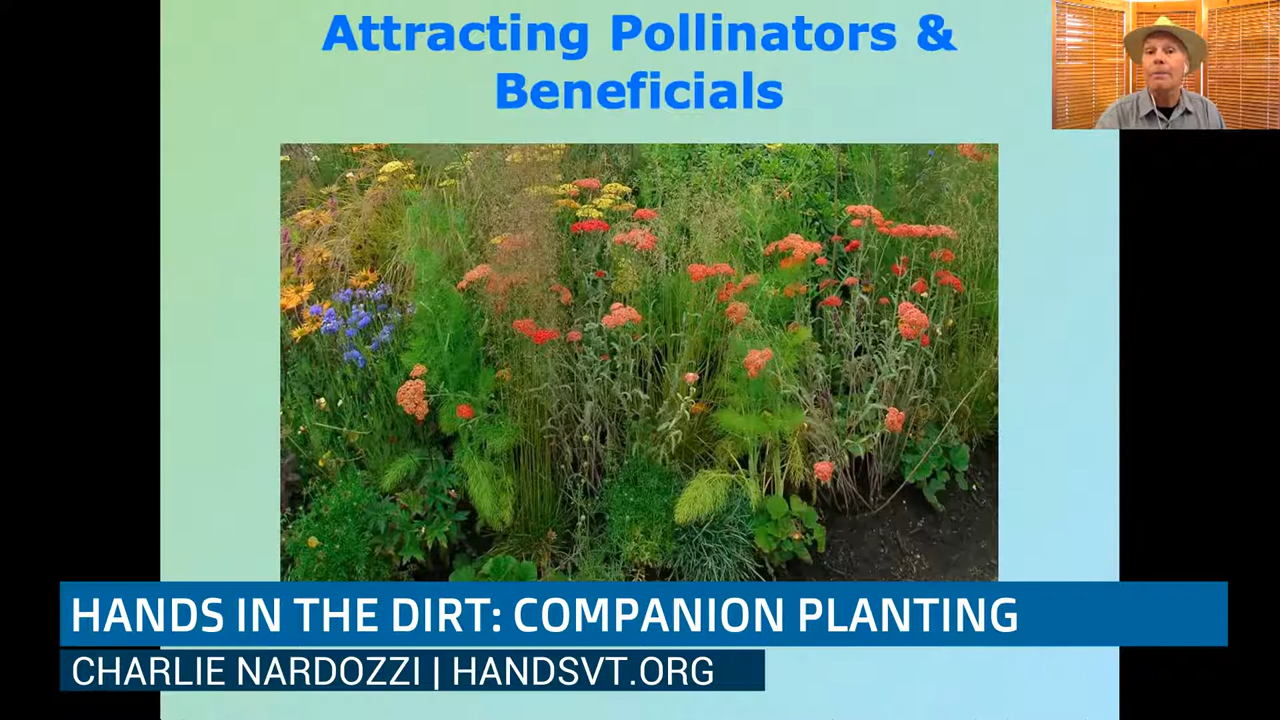 Attracting Pollinators &
Beneficials
HANDS IN THE DIRT: COMPANION PLANTING
CHARLIE NARDOZZI | HANDSVT.ORG